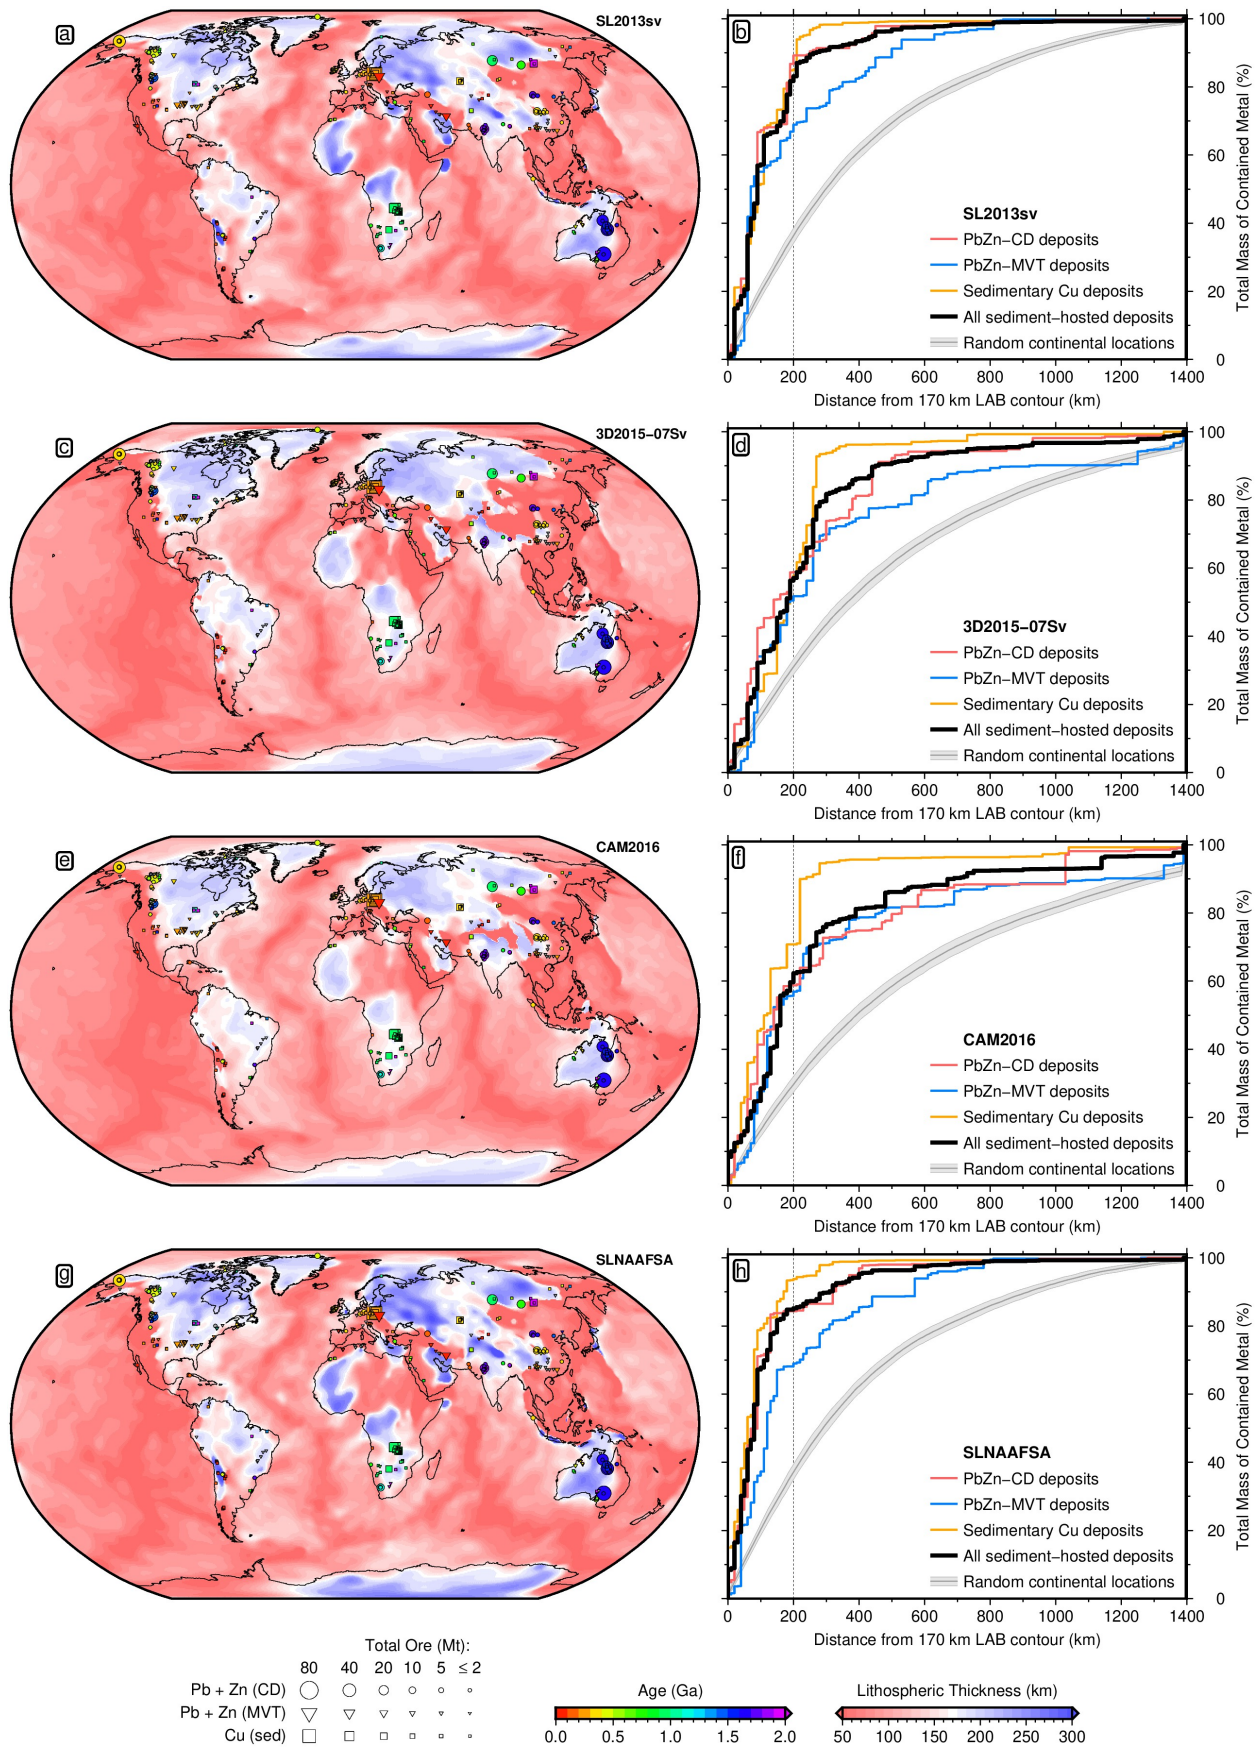 a
SL2013sv
b
100
80
60
40
20
0
Total Mass of Contained Metal (%)
SL2013sv
PbZn−CD deposits
PbZn−MVT deposits
Sedimentary Cu deposits
All sediment−hosted deposits
Random continental locations
0 200 400 600 800 1000 1200 1400
Distance from 170 km LAB contour (km)
c
3D2015−07Sv
d
100
80
60
40
20
0
Total Mass of Contained Metal (%)
3D2015−07Sv
PbZn−CD deposits
PbZn−MVT deposits
Sedimentary Cu deposits
All sediment−hosted deposits
Random continental locations
0 200 400 600 800 1000 1200 1400
Distance from 170 km LAB contour (km)
e
CAM2016
f
100
80
60
40
20
0
Total Mass of Contained Metal (%)
CAM2016
PbZn−CD deposits
PbZn−MVT deposits
Sedimentary Cu deposits
All sediment−hosted deposits
Random continental locations
0 200 400 600 800 1000 1200 1400
Distance from 170 km LAB contour (km)
g
SLNAAFSA
h
100
80
60
40
20
0
Total Mass of Contained Metal (%)
SLNAAFSA
PbZn−CD deposits
PbZn−MVT deposits
Sedimentary Cu deposits
All sediment−hosted deposits
Random continental locations
0 200 400 600 800 1000 1200 1400
Distance from 170 km LAB contour (km)
Total Ore (Mt):
80 40 20 10 5 ≤ 2
Pb + Zn (CD)
Pb + Zn (MVT)
Cu (sed)
Age (Ga)
0.0 0.5 1.0 1.5 2.0
Lithospheric Thickness (km)
50 100 150 200 250 300